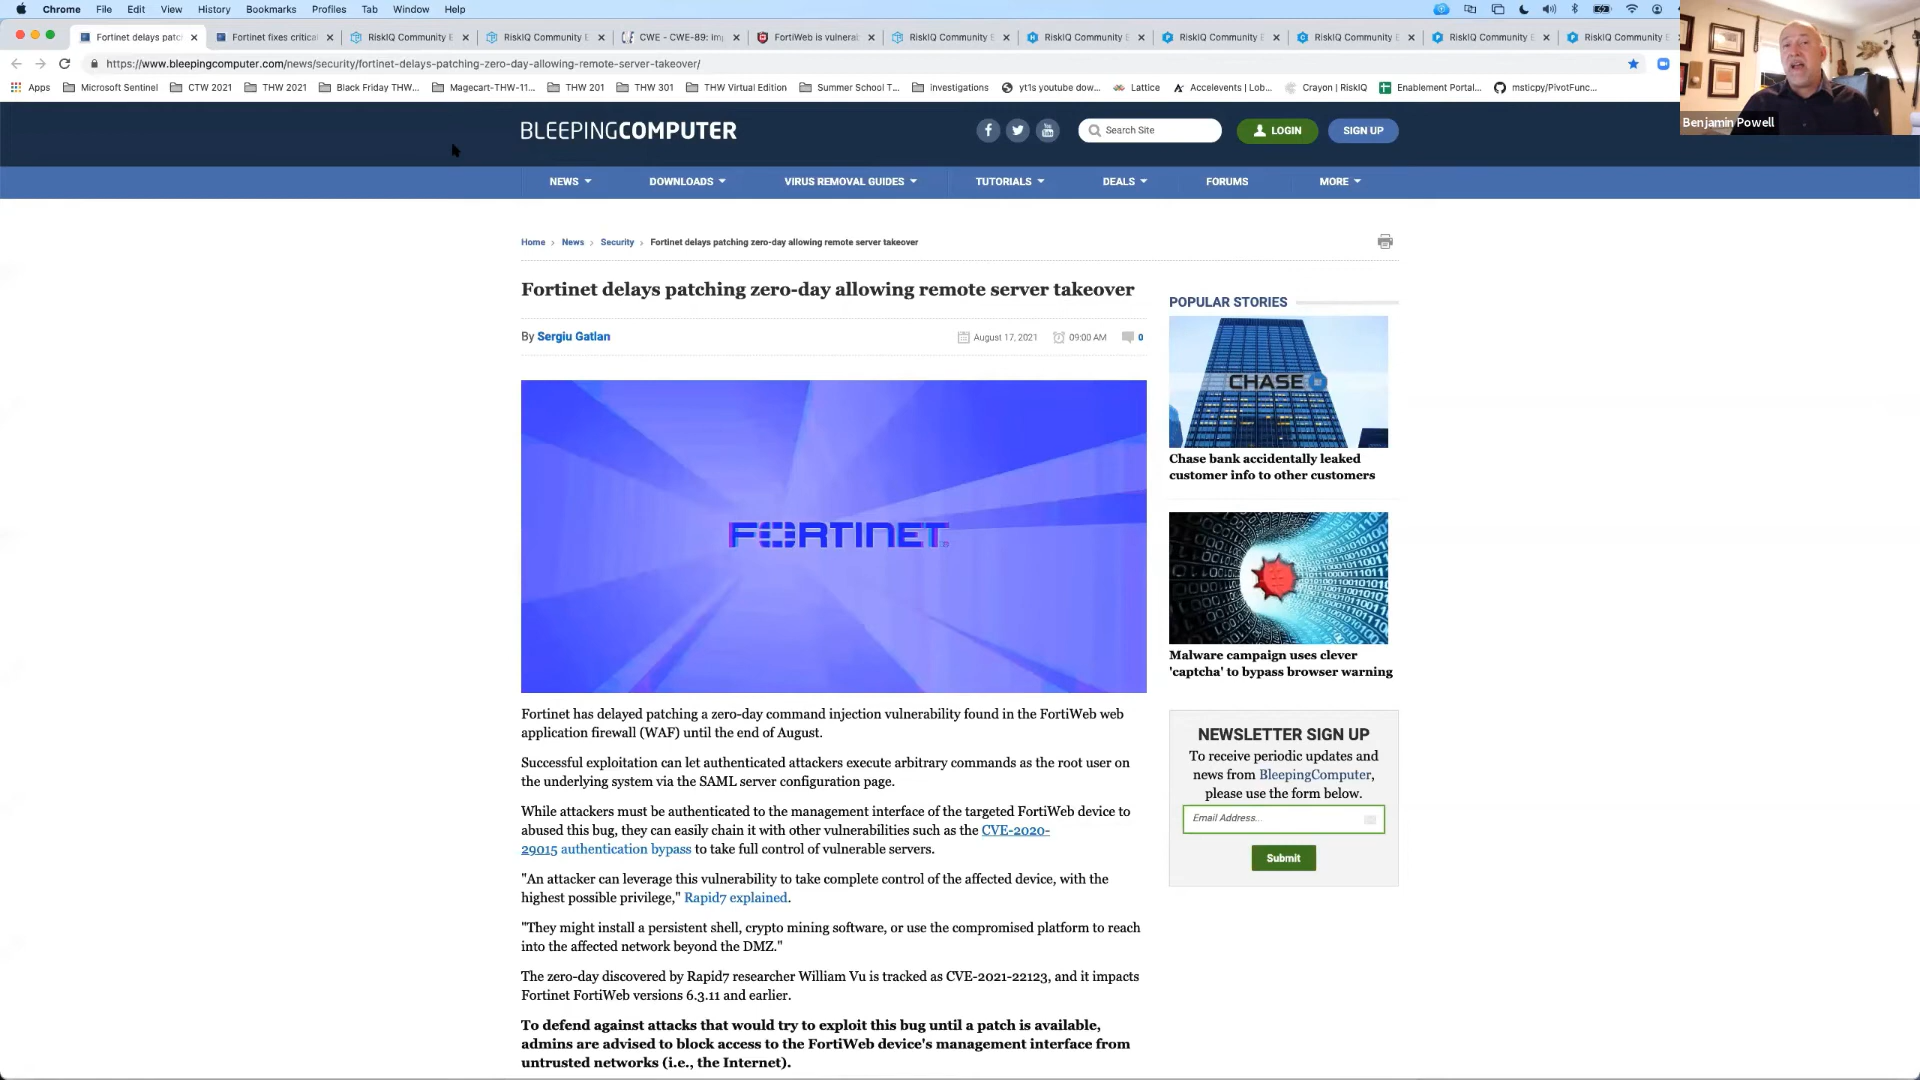 Chrome File Edit View History Bookmarks Profiles Tab Window Help
Fortinet delays patc
Fortinet fixes critica
RiskIQ Community E
RiskIQ Community E
CWE - CWE-89: Im
FortiWeb is vulnera
RiskIQ Community E
RiskIQ Community E
RiskIQ Community E
RiskIQ Community E
RiskIQ Community E
RiskIQ Community E
https://www.bleepingcomputer.com/news/security/fortinet-delays-patching-zero-day-allowing-remote-server-takeover/
Apps Microsoft Sentinel CTW 2021 THW 2021 Black Friday THW... Magecart-THW-11... THW 201 THW 301 THW Virtual Edition Summer School T... Investigations yt1s youtube dow... Lattice Accelevents | Lob... Crayon | RiskIQ Enablement Portal... msticpy/PivotFunc...
Benjamin Powell
BLEEPINGCOMPUTER
Search Site
LOGIN
SIGN UP
NEWS DOWNLOADS VIRUS REMOVAL GUIDES TUTORIALS DEALS FORUMS MORE
Home > News > Security > Fortinet delays patching zero-day allowing remote server takeover
Fortinet delays patching zero-day allowing remote server takeover
By Sergiu Gatlan
August 17, 2021 09:00 AM 0
FORTINET
Fortinet has delayed patching a zero-day command injection vulnerability found in the FortiWeb web
application firewall (WAF) until the end of August.
Successful exploitation can let authenticated attackers execute arbitrary commands as the root user on
the underlying system via the SAML server configuration page.
While attackers must be authenticated to the management interface of the targeted FortiWeb device to
abused this bug, they can easily chain it with other vulnerabilities such as the CVE-2020-
29015 authentication bypass to take full control of vulnerable servers.
"An attacker can leverage this vulnerability to take complete control of the affected device, with the
highest possible privilege," Rapid7 explained.
"They might install a persistent shell, crypto mining software, or use the compromised platform to reach
into the affected network beyond the DMZ."
The zero-day discovered by Rapid7 researcher William Vu is tracked as CVE-2021-22123, and it impacts
Fortinet FortiWeb versions 6.3.11 and earlier.
To defend against attacks that would try to exploit this bug until a patch is available,
admins are advised to block access to the FortiWeb device's management interface from
untrusted networks (i.e., the Internet).
POPULAR STORIES
CHASE
Chase bank accidentally leaked
customer info to other customers
Malware campaign uses clever
'captcha' to bypass browser warning
NEWSLETTER SIGN UP
To receive periodic updates and
news from BleepingComputer,
please use the form below.
Email Address...
Submit